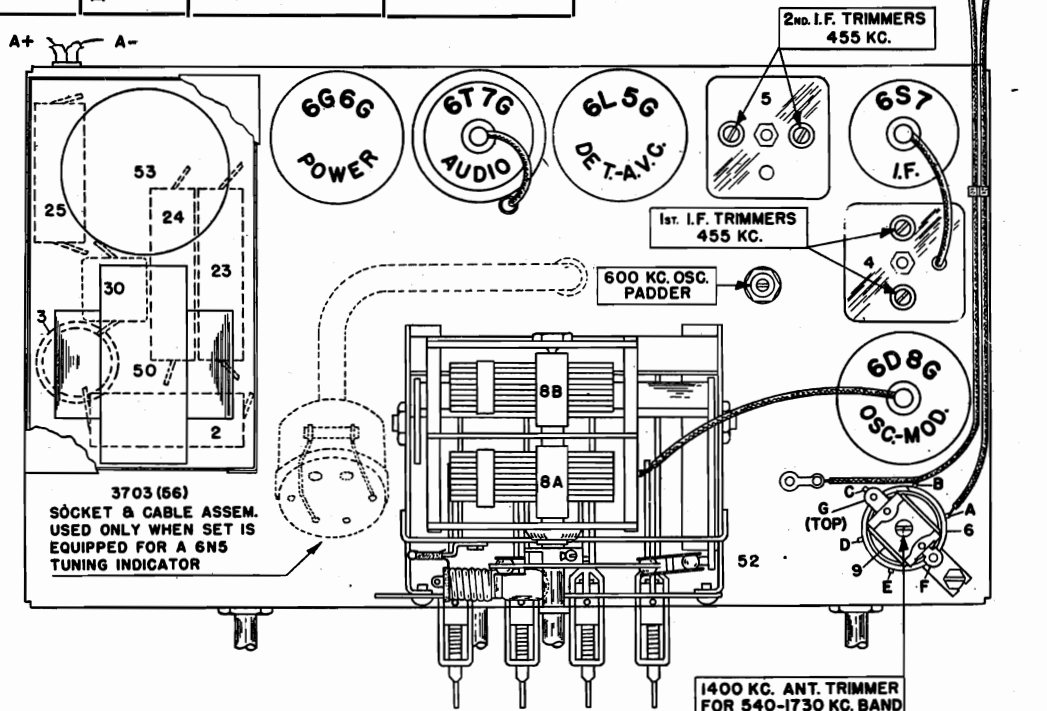 A+ A-
2ND. I.F. TRIMMERS
455 KC.
6G6G
POWER
6T7G
AUDIO
6L5G
DET.-A.V.C.
5
6S7
I.F.
53
25
24
23
1ST. I.F. TRIMMERS
455 KC.
4
600 KC. OSC.
PADDER
30
3
50
2
8B
8A
6D8G
OSC.-MOD.
3703 (56)
SOCKET & CABLE ASSEM.
USED ONLY WHEN SET IS
EQUIPPED FOR A 6N5
TUNING INDICATOR
B
C
A
G
(TOP)
6
D
9
E
F
52
1400 KC. ANT. TRIMMER
FOR 540-1730 KC. BAND